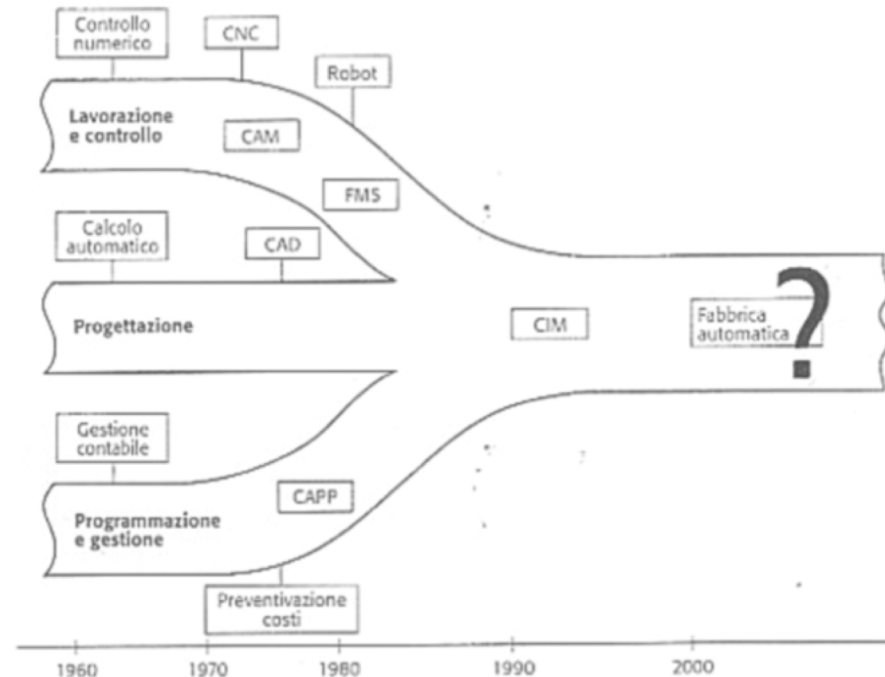 Controllo
numerico
CNC
Robot
Lavorazione
e controllo
CAM
FMS
Calcolo
automatico
CAD
Progettazione
CIM
Fabbrica
automatica
?
Gestione
contabile
CAPP
Programmazione
e gestione
Preventivazione
costi
1960
1970
1980
1990
2000